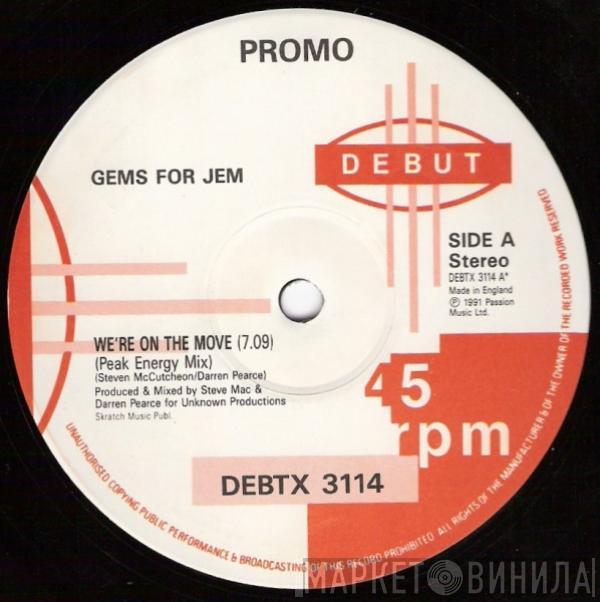 PROMO
GEMS FOR JEM
DEBUT
SIDE A
Stereo
DEBTX 3114 A*
Made in England
℗ 1991 Passion
Music Ltd.
WE'RE ON THE MOVE (7.09)
(Peak Energy Mix)
(Steven McCutcheon/Darren Pearce)
Produced & Mixed by Steve Mac &
Darren Pearce for Unknown Productions
Skratch Music Publ.
45
rpm
DEBTX 3114
UNAUTHORISED COPYING PUBLIC PERFORMANCE & BROADCASTING OF THIS RECORD PROHIBITED. ALL RIGHTS OF THE MANUFACTURER & OF THE OWNER OF THE RECORDED WORK RESERVED
МАРКЕТ ВИНИЛА